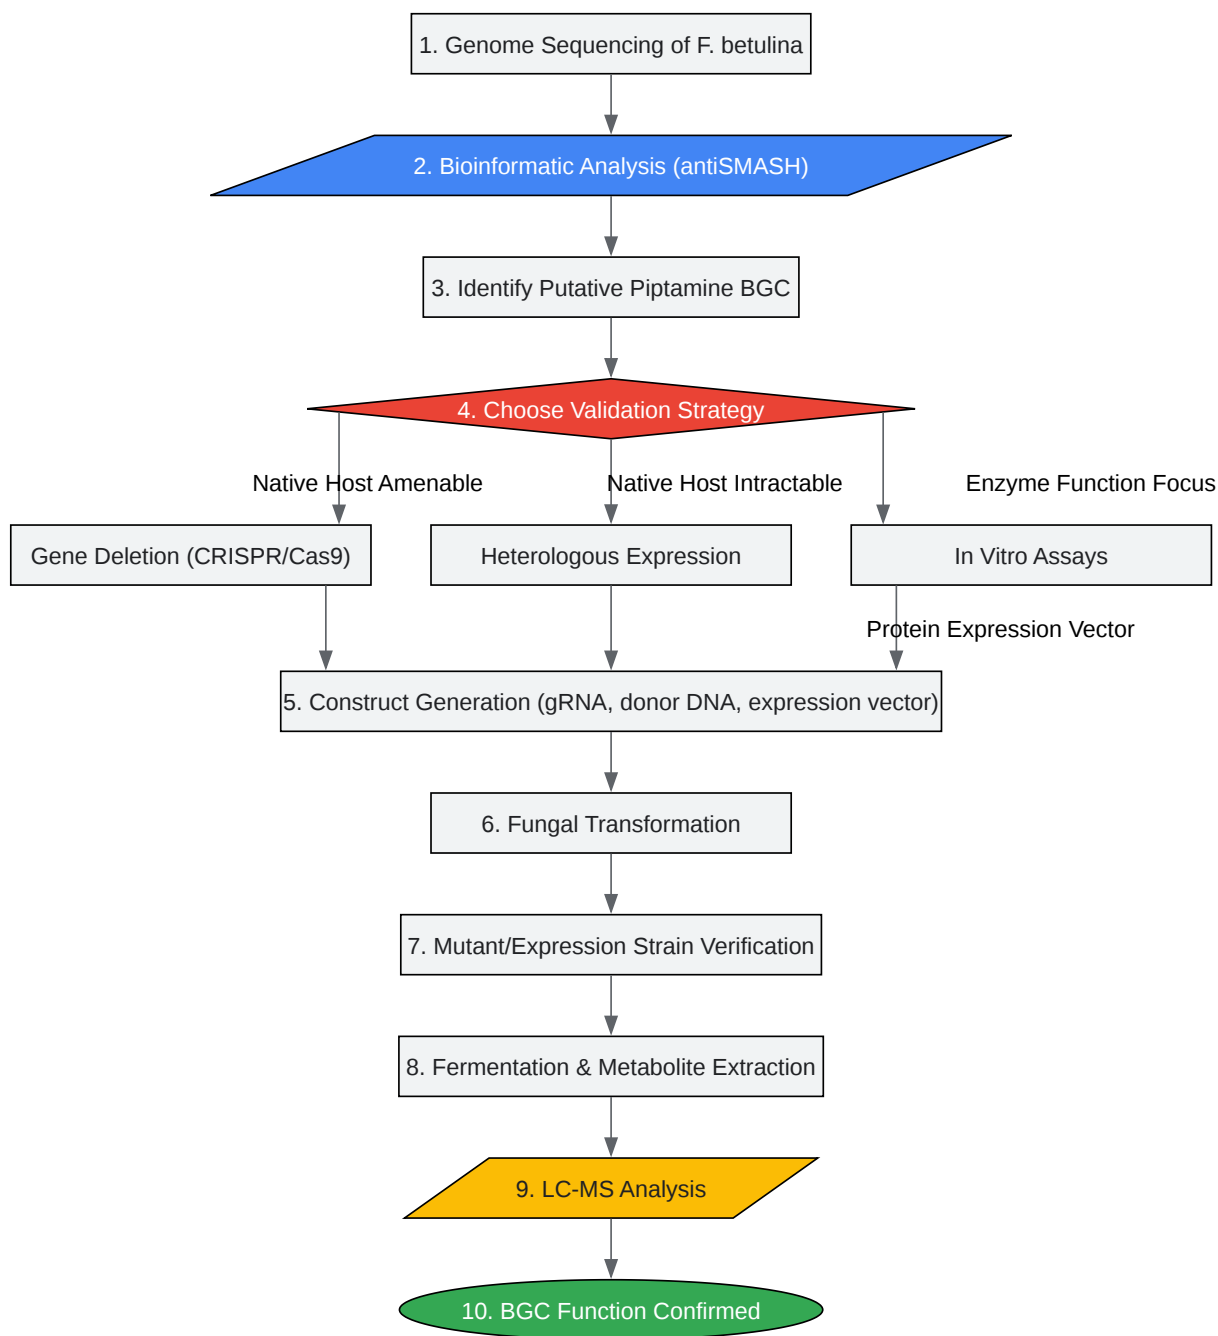 1. Genome Sequencing of F. betulina
2. Bioinformatic Analysis (antiSMASH)
3. Identify Putative Piptamine BGC
4. Choose Validation Strategy
Native Host Amenable
Native Host Intractable
Enzyme Function Focus
Gene Deletion (CRISPR/Cas9)
Heterologous Expression
In Vitro Assays
Protein Expression Vector
5. Construct Generation (gRNA, donor DNA, expression vector)
6. Fungal Transformation
7. Mutant/Expression Strain Verification
8. Fermentation & Metabolite Extraction
9. LC-MS Analysis
10. BGC Function Confirmed